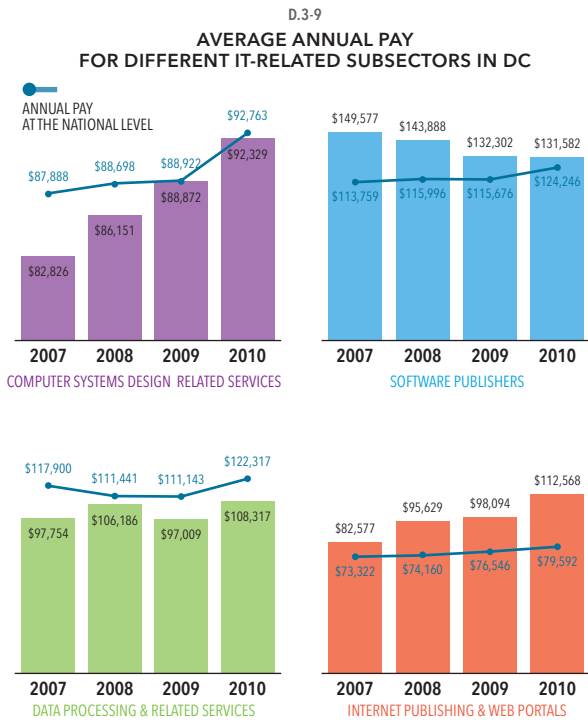 D.3-9
AVERAGE ANNUAL PAY
FOR DIFFERENT IT-RELATED SUBSECTORS IN DC
ANNUAL PAY
AT THE NATIONAL LEVEL
$87,888
$88,698
$88,922
$92,763
$82,826
$86,151
$88,872
$92,329
2007 2008 2009 2010
COMPUTER SYSTEMS DESIGN RELATED SERVICES
$149,577
$143,888
$132,302
$131,582
$113,759
$115,996
$115,676
$124,246
2007 2008 2009 2010
SOFTWARE PUBLISHERS
$117,900
$111,441
$111,143
$122,317
$97,754
$106,186
$97,009
$108,317
2007 2008 2009 2010
DATA PROCESSING & RELATED SERVICES
$82,577
$95,629
$98,094
$112,568
$73,322
$74,160
$76,546
$79,592
2007 2008 2009 2010
INTERNET PUBLISHING & WEB PORTALS